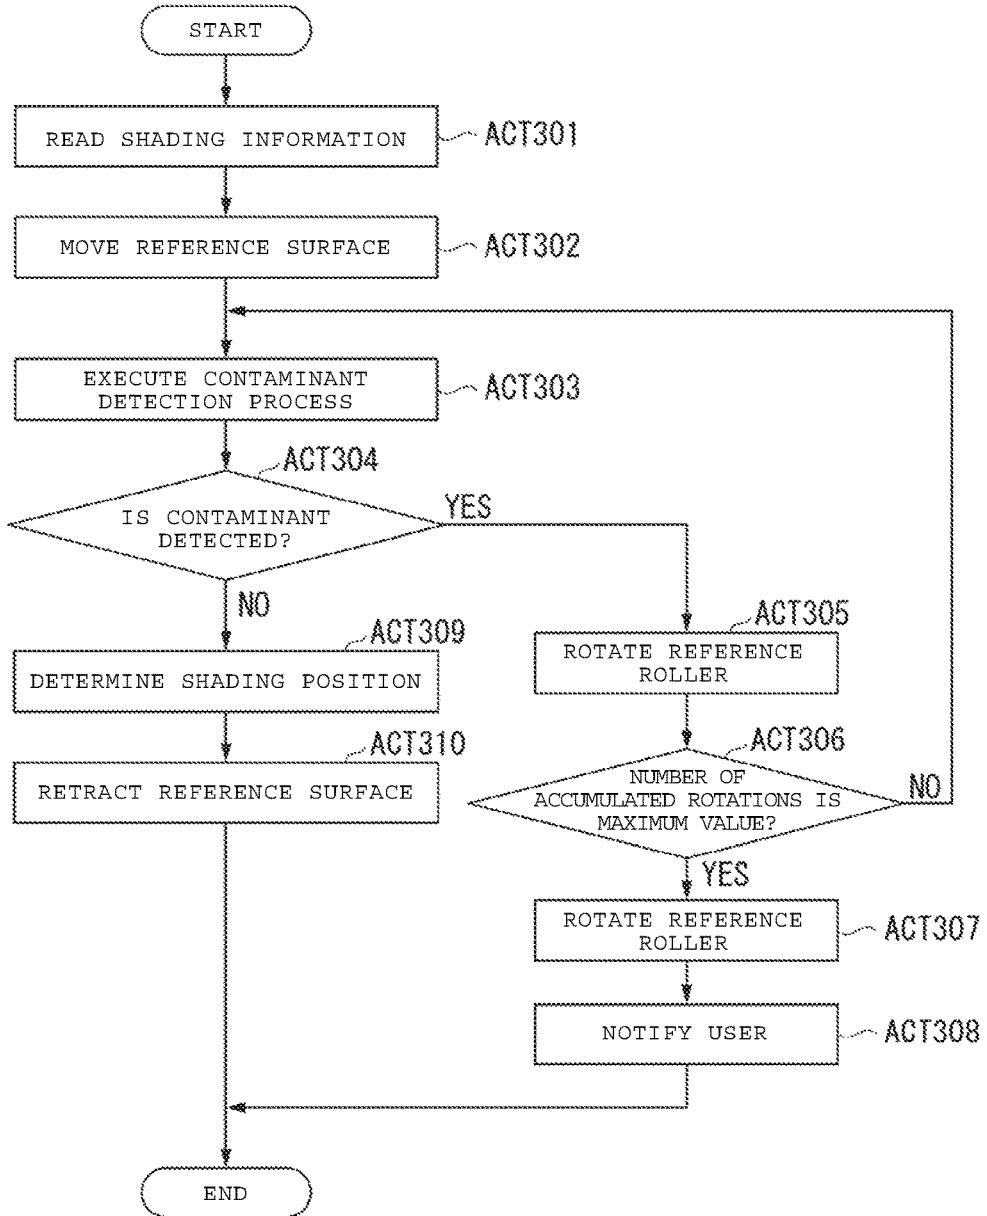 START
READ SHADING INFORMATION
ACT301
MOVE REFERENCE SURFACE
ACT302
EXECUTE CONTAMINANT
DETECTION PROCESS
ACT303
ACT304
IS CONTAMINANT
DETECTED?
YES
NO
ACT305
ROTATE REFERENCE
ROLLER
ACT306
NUMBER OF
ACCUMULATED ROTATIONS IS
MAXIMUM VALUE?
NO
YES
ROTATE REFERENCE
ROLLER
ACT307
NOTIFY USER
ACT308
ACT309
DETERMINE SHADING POSITION
ACT310
RETRACT REFERENCE SURFACE
END